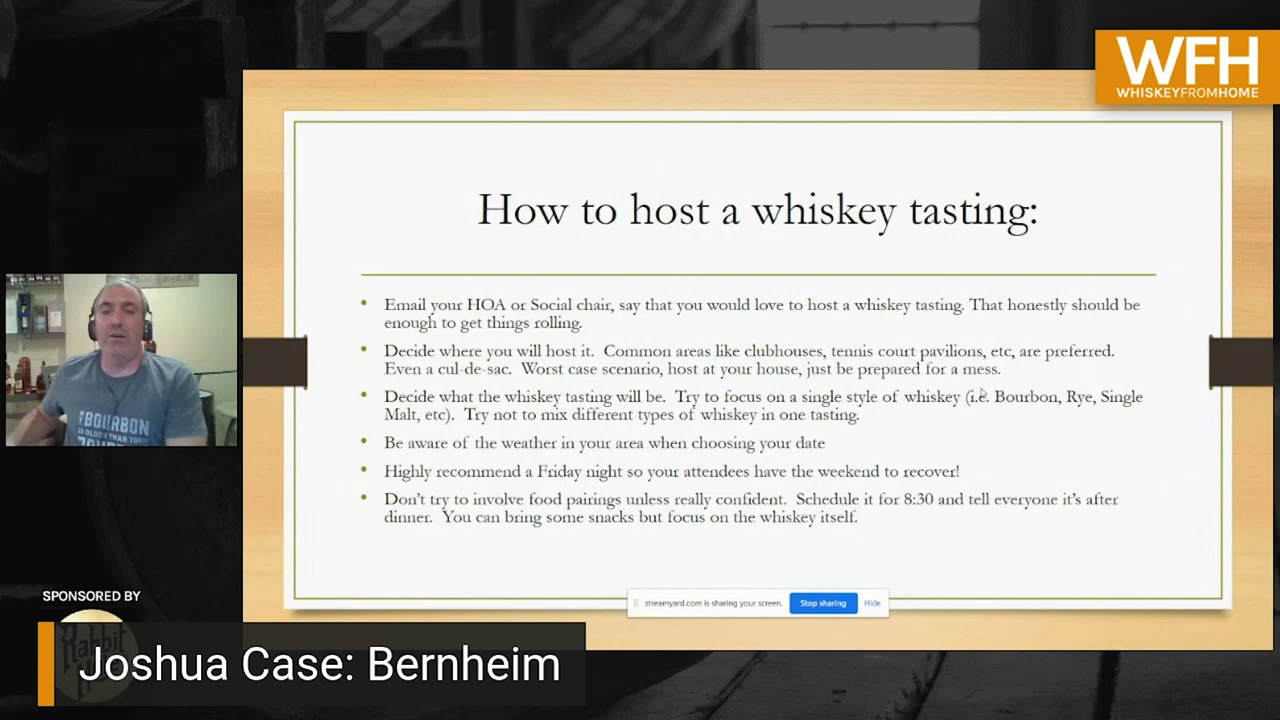 WFH
WHISKEYFROMHOME
How to host a whiskey tasting:
Email your HOA or Social chair, say that you would love to host a whiskey tasting. That honestly should be
enough to get things rolling.
Decide where you will host it. Common areas like clubhouses, tennis court pavilions, etc, are preferred.
Even a cul-de-sac. Worst case scenario, host at your house, just be prepared for a mess.
Decide what the whiskey tasting will be. Try to focus on a single style of whiskey (i.e. Bourbon, Rye, Single
Malt, etc). Try not to mix different types of whiskey in one tasting.
Be aware of the weather in your area when choosing your date
Highly recommend a Friday night so your attendees have the weekend to recover!
Don't try to involve food pairings unless really confident. Schedule it for 8:30 and tell everyone it's after
dinner. You can bring some snacks but focus on the whiskey itself.
BOURBON
IS OLDER THAN YOUR
streamyard.com is sharing your screen.
Stop sharing
Hide
SPONSORED BY
Rabbit
Joshua Case: Bernheim